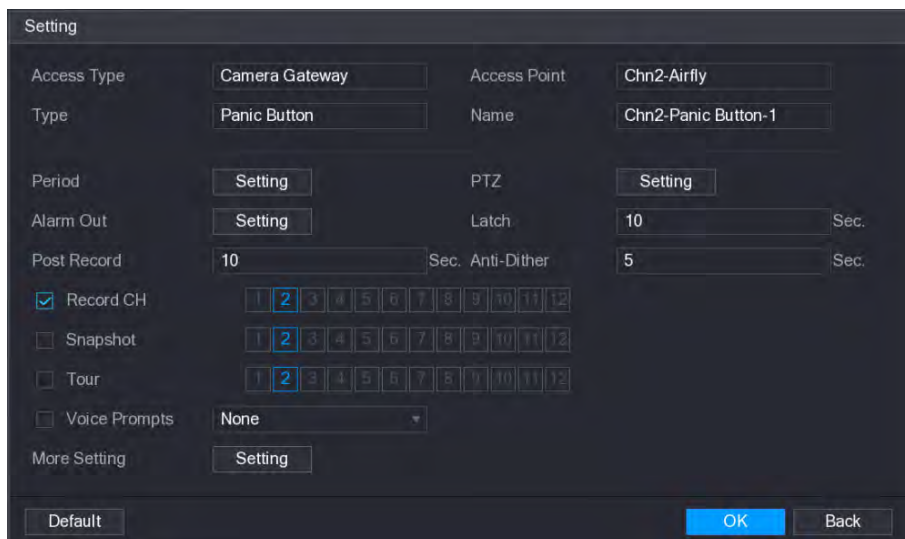 Setting
Access Type Camera Gateway Access Point Chn2-Airfly
Type Panic Button Name Chn2-Panic Button-1
Period Setting PTZ Setting
Alarm Out Setting Latch 10 Sec.
Post Record 10 Sec. Anti-Dither 5 Sec.
Record CH 1 2 3 4 5 6 7 8 9 10 11 12
Snapshot 1 2 3 4 5 6 7 8 9 10 11 12
Tour 1 2 3 4 5 6 7 8 9 10 11 12
Voice Prompts None
More Setting Setting
Default OK Back